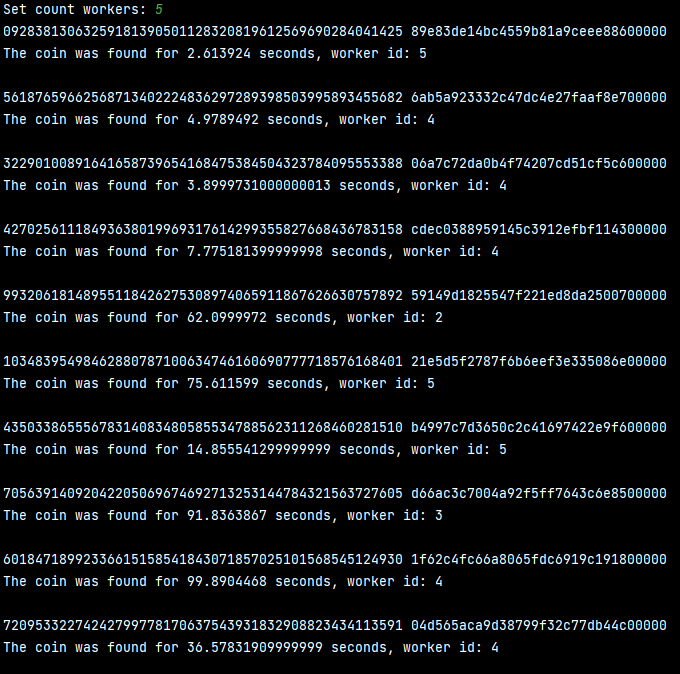 Set count workers: 5
09283813063259181390501128320819612569690284041425 89e83de14bc4559b81a9ceee88600000
The coin was found for 2.613924 seconds, worker id: 5
56187659662568713402224836297289398503995893455682 6ab5a923332c47dc4e27faaf8e700000
The coin was found for 4.9789492 seconds, worker id: 4
32290100891641658739654168475384504323784095553388 06a7c72da0b4f74207cd51cf5c600000
The coin was found for 3.8999731000000013 seconds, worker id: 4
42702561118493638019969317614299355827668436783158 cdec0388959145c3912efbf114300000
The coin was found for 7.775181399999998 seconds, worker id: 4
99320618148955118426275308974065911867626630757892 59149d1825547f221ed8da2500700000
The coin was found for 62.0999972 seconds, worker id: 2
10348395498462880787100634746160690777718576168401 21e5d5f2787f6b6eef3e335086e00000
The coin was found for 75.611599 seconds, worker id: 5
43503386555678314083480585534788562311268460281510 b4997c7d3650c2c41697422e9f600000
The coin was found for 14.855541299999999 seconds, worker id: 5
70563914092042205069674692713253144784321563727605 d66ac3c7004a92f5ff7643c6e8500000
The coin was found for 91.8363867 seconds, worker id: 3
60184718992336615158541843071857025101568545124930 1f62c4fc66a8065fdc6919c191800000
The coin was found for 99.8904468 seconds, worker id: 4
72095332274242799778170637543931832908823434113591 04d565aca9d38799f32c77db44c00000
The coin was found for 36.57831909999999 seconds, worker id: 4